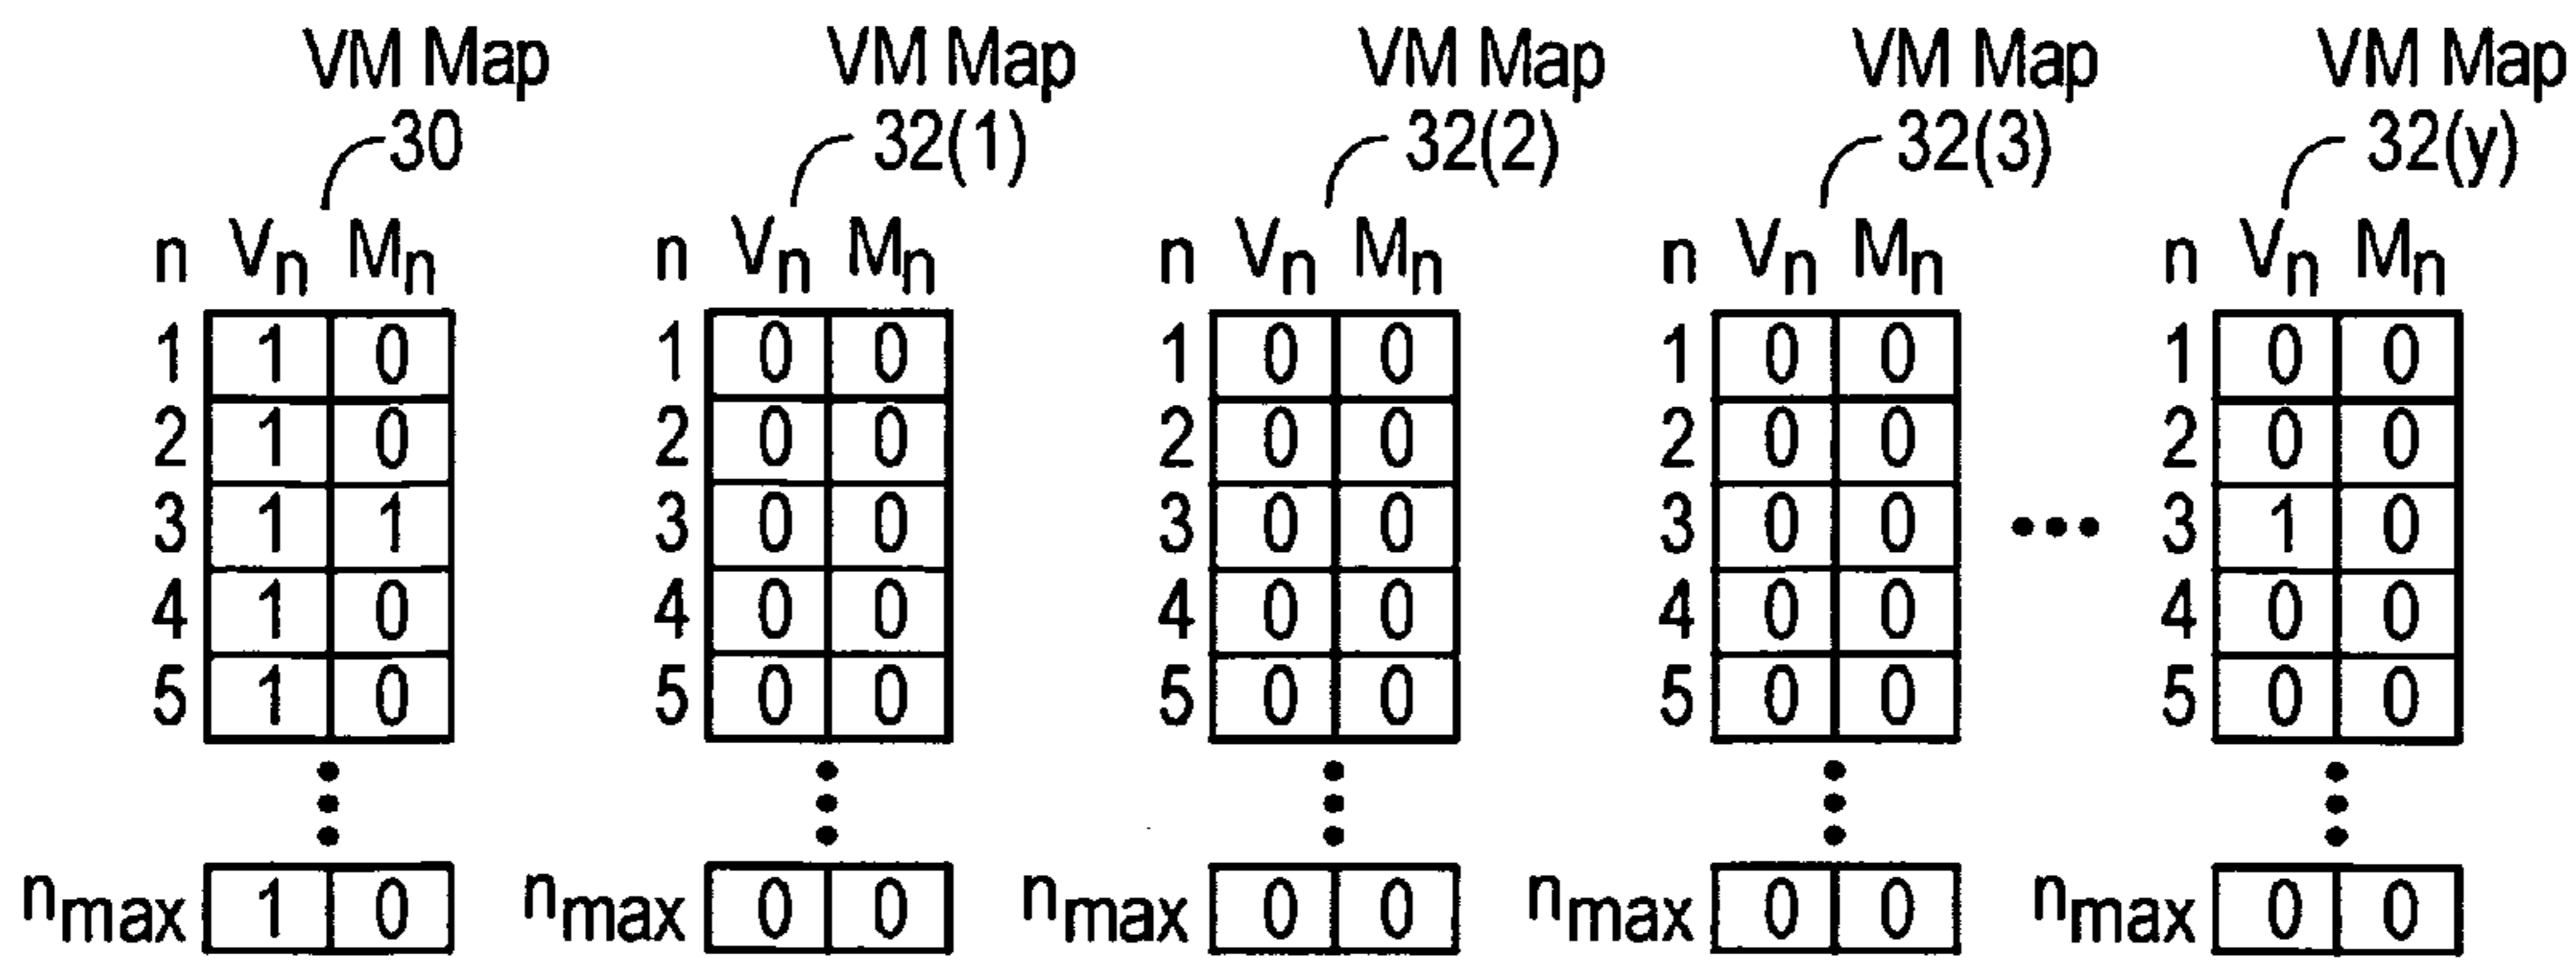 VM Map VM Map VM Map VM Map VM Map
30 32(1) 32(2) 32(3) 32(y)
n Vn Mn n Vn Mn n Vn Mn n Vn Mn n Vn Mn
1 1 0 1 0 0 1 0 0 1 0 0 1 0 0
2 1 0 2 0 0 2 0 0 2 0 0 2 0 0
3 1 1 3 0 0 3 0 0 3 0 0 ••• 3 1 0
4 1 0 4 0 0 4 0 0 4 0 0 4 0 0
5 1 0 5 0 0 5 0 0 5 0 0 5 0 0
nmax 1 0 nmax 0 0 nmax 0 0 nmax 0 0 nmax 0 0